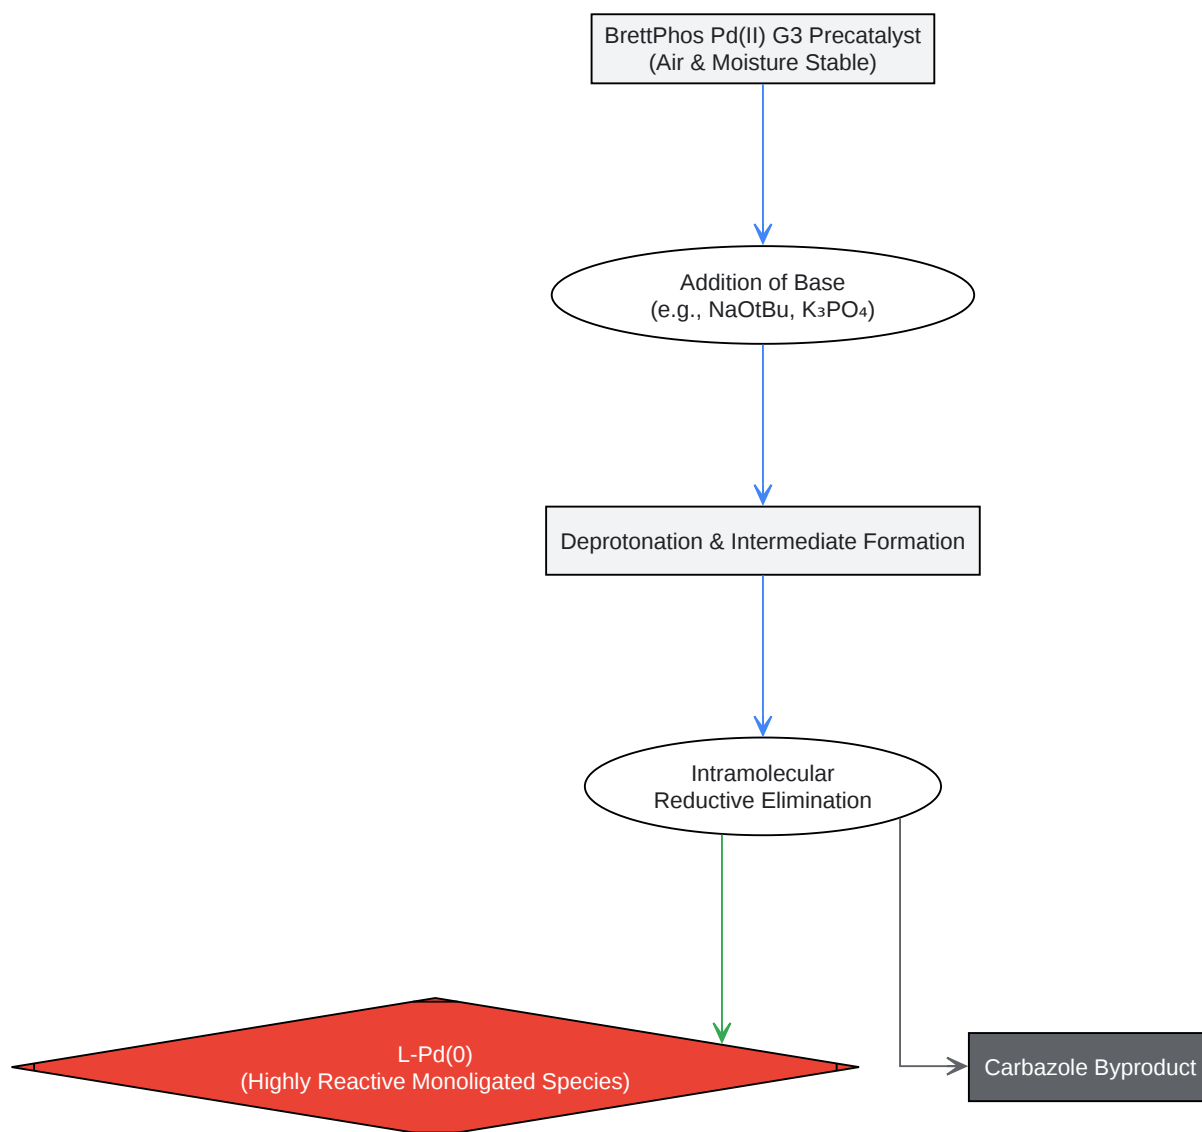 BrettPhos Pd(II) G3 Precatalyst
(Air & Moisture Stable)
Addition of Base
(e.g., NaOtBu, K₃PO₄)
Deprotonation & Intermediate Formation
Intramolecular
Reductive Elimination
L-Pd(0)
(Highly Reactive Monoligated Species)
Carbazole Byproduct